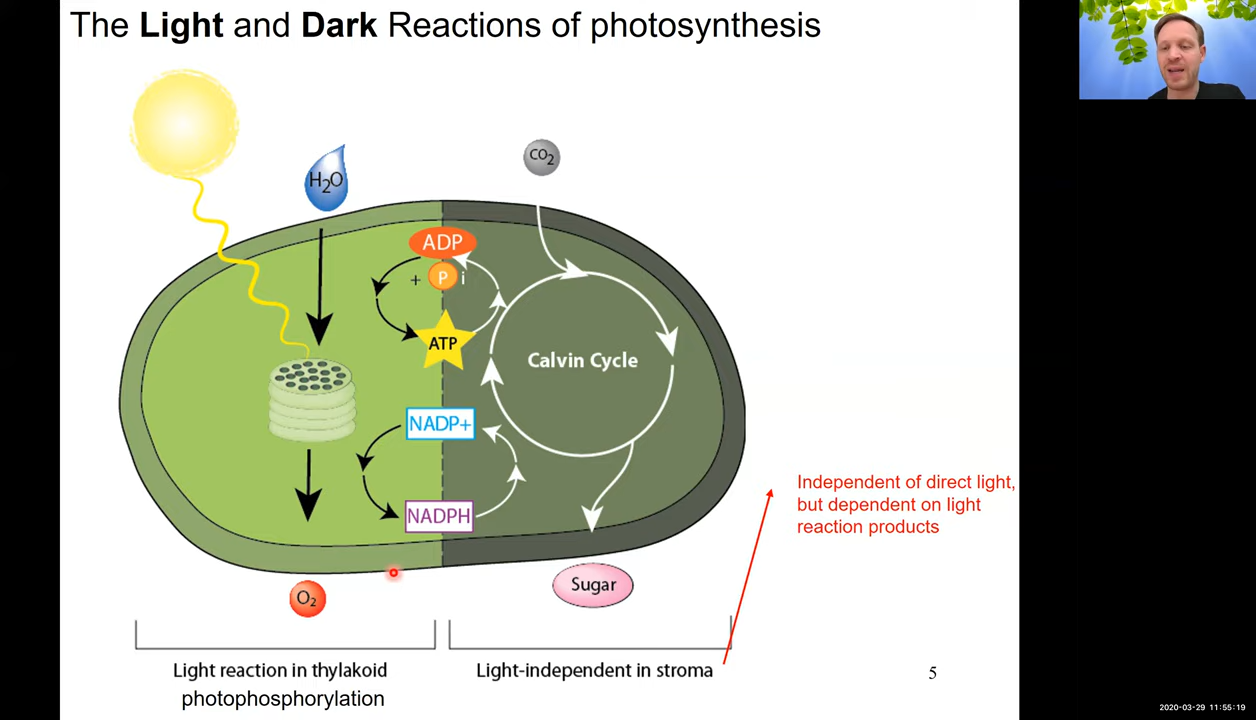 The Light and Dark Reactions of photosynthesis
H2O
CO2
ADP
+ P i
ATP
Calvin Cycle
NADP+
NADPH
Independent of direct light,
but dependent on light
reaction products
O2
Sugar
Light reaction in thylakoid
photophosphorylation
Light-independent in stroma
5
2020-03-29 11:55:19